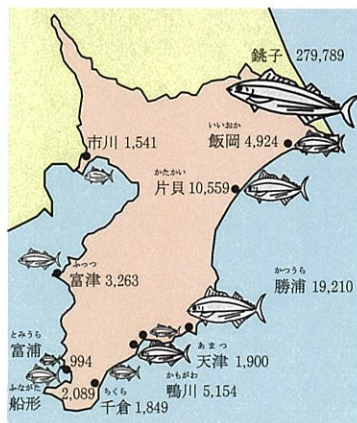 銚子 279,789
いいおか
飯岡 4,924
市川 1,541
かたかい
片貝 10,559
ふっつ
富津 3,263
かつうら
勝浦 19,210
あまつ
天津 1,900
かもがわ
鴨川 5,154
とみうら
富浦 994
ふながた
船形 2,089
ちくら
千倉 1,849